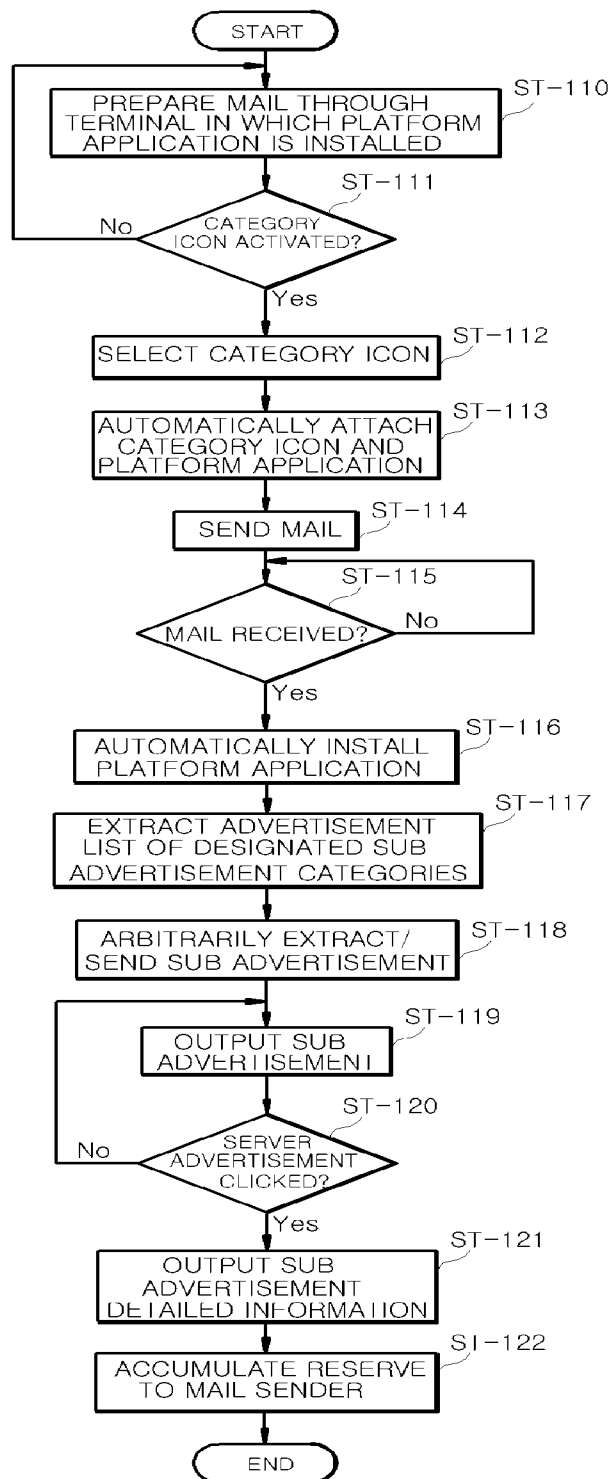 START
ST-110
PREPARE MAIL THROUGH
TERMINAL IN WHICH PLATFORM
APPLICATION IS INSTALLED
ST-111
CATEGORY
ICON ACTIVATED?
No
Yes
ST-112
SELECT CATEGORY ICON
ST-113
AUTOMATICALLY ATTACH
CATEGORY ICON AND
PLATFORM APPLICATION
ST-114
SEND MAIL
ST-115
MAIL RECEIVED?
No
Yes
ST-116
AUTOMATICALLY INSTALL
PLATFORM APPLICATION
ST-117
EXTRACT ADVERTISEMENT
LIST OF DESIGNATED SUB
ADVERTISEMENT CATEGORIES
ST-118
ARBITRARILY EXTRACT/
SEND SUB ADVERTISEMENT
ST-119
OUTPUT SUB
ADVERTISEMENT
ST-120
SERVER
ADVERTISEMENT
CLICKED?
No
Yes
ST-121
OUTPUT SUB
ADVERTISEMENT
DETAILED INFORMATION
SI-122
ACCUMULATE RESERVE
TO MAIL SENDER
END